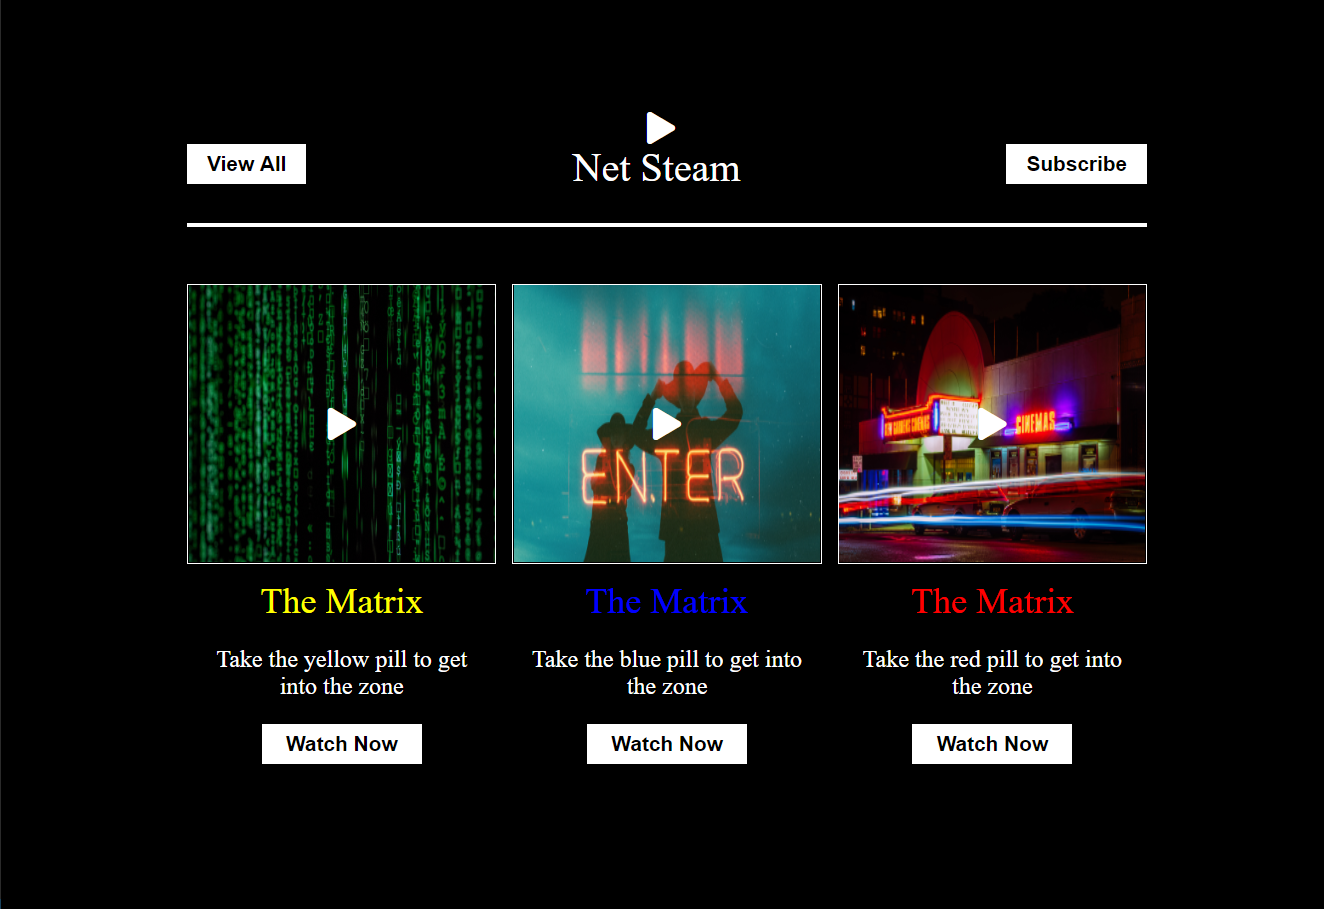 View All
Net Steam
Subscribe
ENTER
CINEMAS
The Matrix
Take the yellow pill to get
into the zone
Watch Now
The Matrix
Take the blue pill to get into
the zone
Watch Now
The Matrix
Take the red pill to get into
the zone
Watch Now